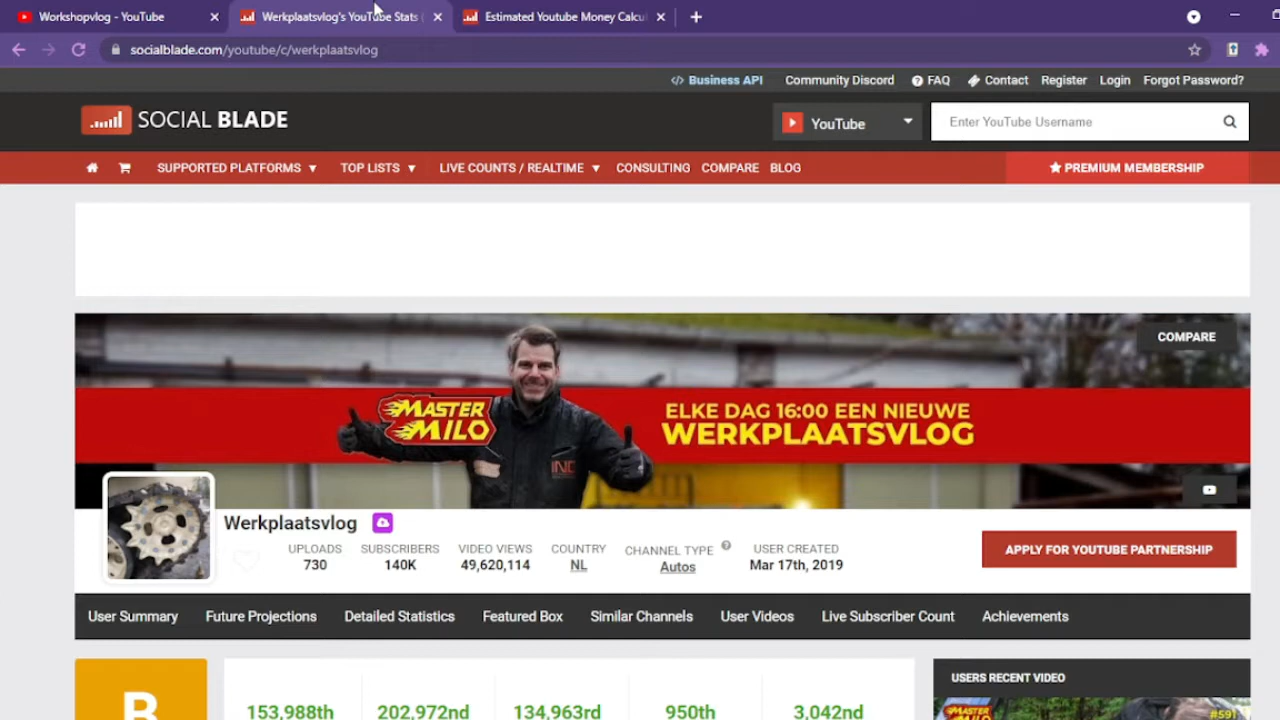 Workshopvlog - YouTube
Werkplaatsvlog's YouTube Stats (
Estimated Youtube Money Calcu
socialblade.com/youtube/c/werkplaatsvlog
</> Business API Community Discord FAQ Contact Register Login Forgot Password?
SOCIAL BLADE
YouTube
Enter YouTube Username
SUPPORTED PLATFORMS TOP LISTS LIVE COUNTS / REALTIME CONSULTING COMPARE BLOG
PREMIUM MEMBERSHIP
COMPARE
MASTER
MILO
ELKE DAG 16:00 EEN NIEUWE
WERKPLAATSVLOG
Werkplaatsvlog
UPLOADS SUBSCRIBERS VIDEO VIEWS COUNTRY CHANNEL TYPE USER CREATED
730 140K 49,620,114 NL Autos Mar 17th, 2019
APPLY FOR YOUTUBE PARTNERSHIP
User Summary Future Projections Detailed Statistics Featured Box Similar Channels User Videos Live Subscriber Count Achievements
B
153,988th 202,972nd 134,963rd 950th 3,042nd
USERS RECENT VIDEO
MASTER
#59